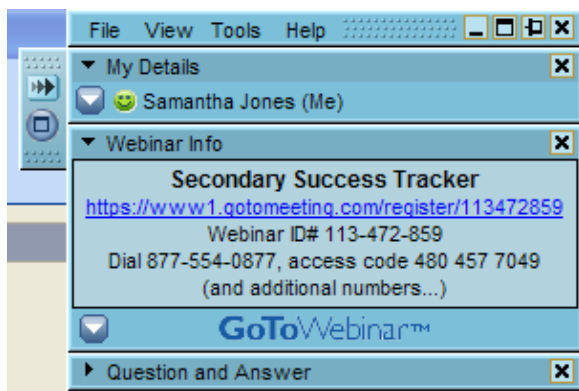 File View Tools Help
My Details
Samantha Jones (Me)
Webinar Info
Secondary Success Tracker
https://www1.gotomeeting.com/register/113472859
Webinar ID# 113-472-859
Dial 877-554-0877, access code 480 457 7049
(and additional numbers...)
GoToWebinar™
Question and Answer